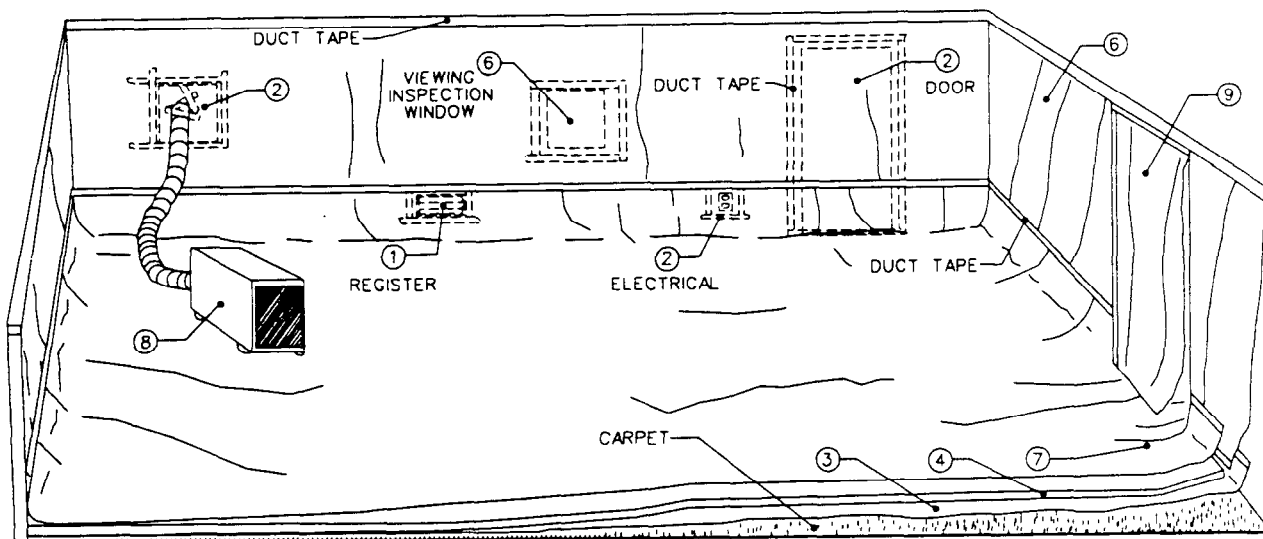 DUCT TAPE
6
2
6
2
VIEWING
INSPECTION
WINDOW
DUCT TAPE
DOOR
9
1
2
DUCT TAPE
REGISTER
ELECTRICAL
8
CARPET
3
4
7